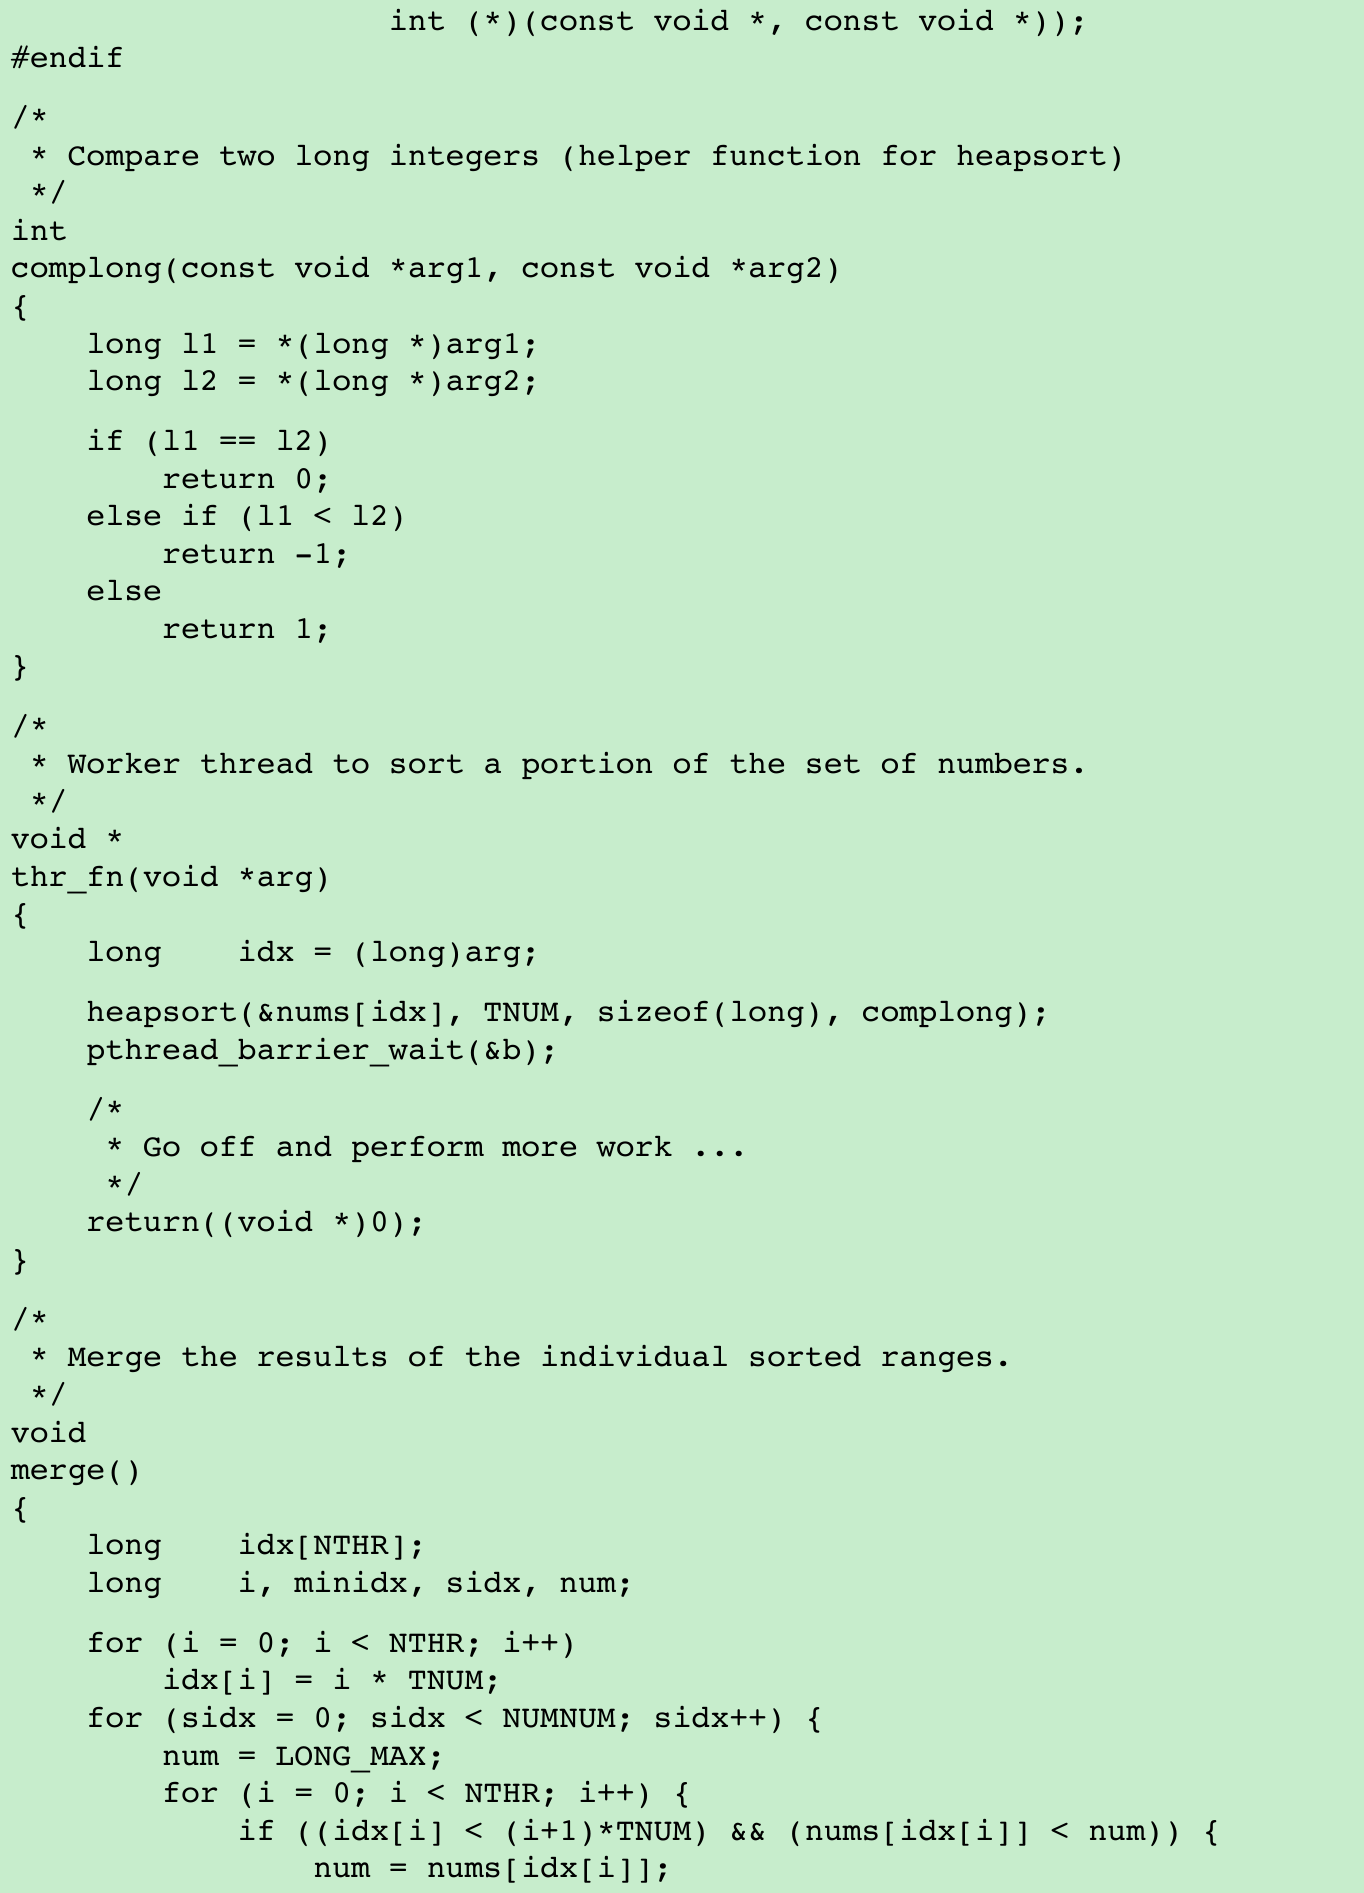 int (*)(const void *, const void *));
#endif

/*
 * Compare two long integers (helper function for heapsort)
 */
int
complong(const void *arg1, const void *arg2)
{
    long l1 = *(long *)arg1;
    long l2 = *(long *)arg2;

    if (l1 == l2)
        return 0;
    else if (l1 < l2)
        return -1;
    else
        return 1;
}

/*
 * Worker thread to sort a portion of the set of numbers.
 */
void *
thr_fn(void *arg)
{
    long    idx = (long)arg;

    heapsort(&nums[idx], TNUM, sizeof(long), complong);
    pthread_barrier_wait(&b);

    /*
     * Go off and perform more work ...
     */
    return((void *)0);
}

/*
 * Merge the results of the individual sorted ranges.
 */
void
merge()
{
    long    idx[NTHR];
    long    i, minidx, sidx, num;

    for (i = 0; i < NTHR; i++)
        idx[i] = i * TNUM;
    for (sidx = 0; sidx < NUMNUM; sidx++) {
        num = LONG_MAX;
        for (i = 0; i < NTHR; i++) {
            if ((idx[i] < (i+1)*TNUM) && (nums[idx[i]] < num)) {
                num = nums[idx[i]];